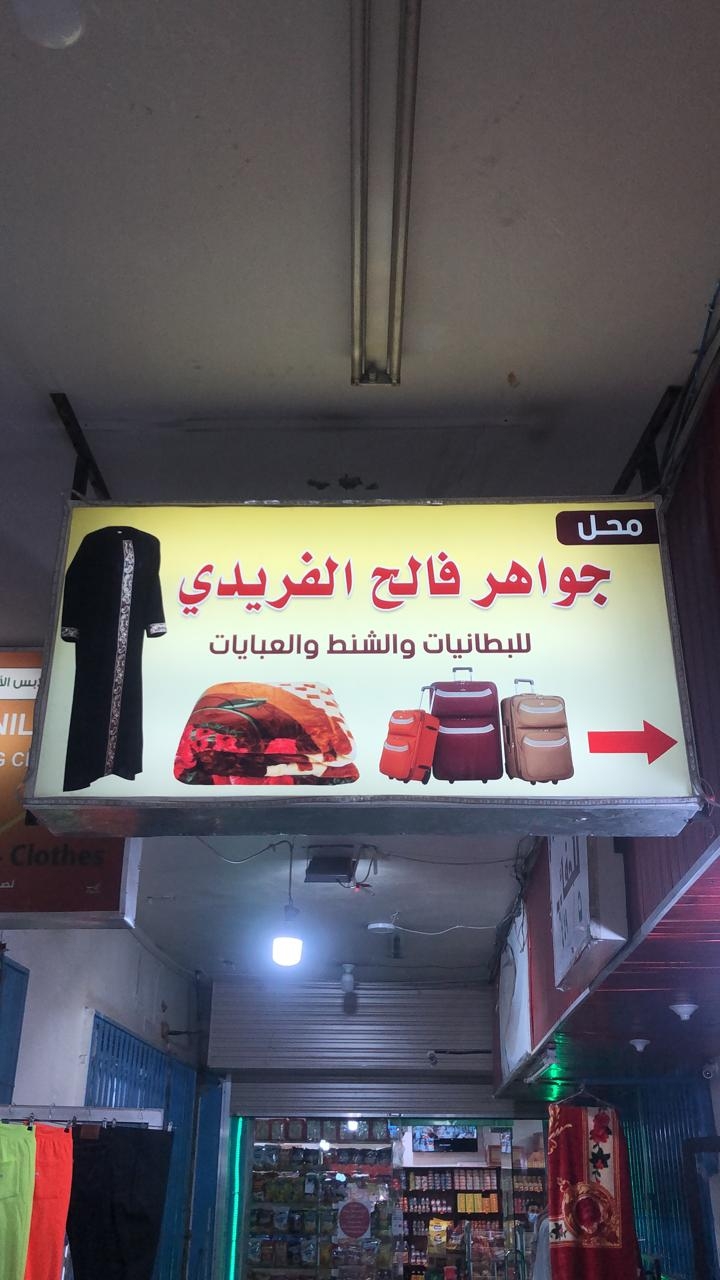 محل
جواهر فالح الفريدي
للبطانيات والشنط والعبايات
Clothes